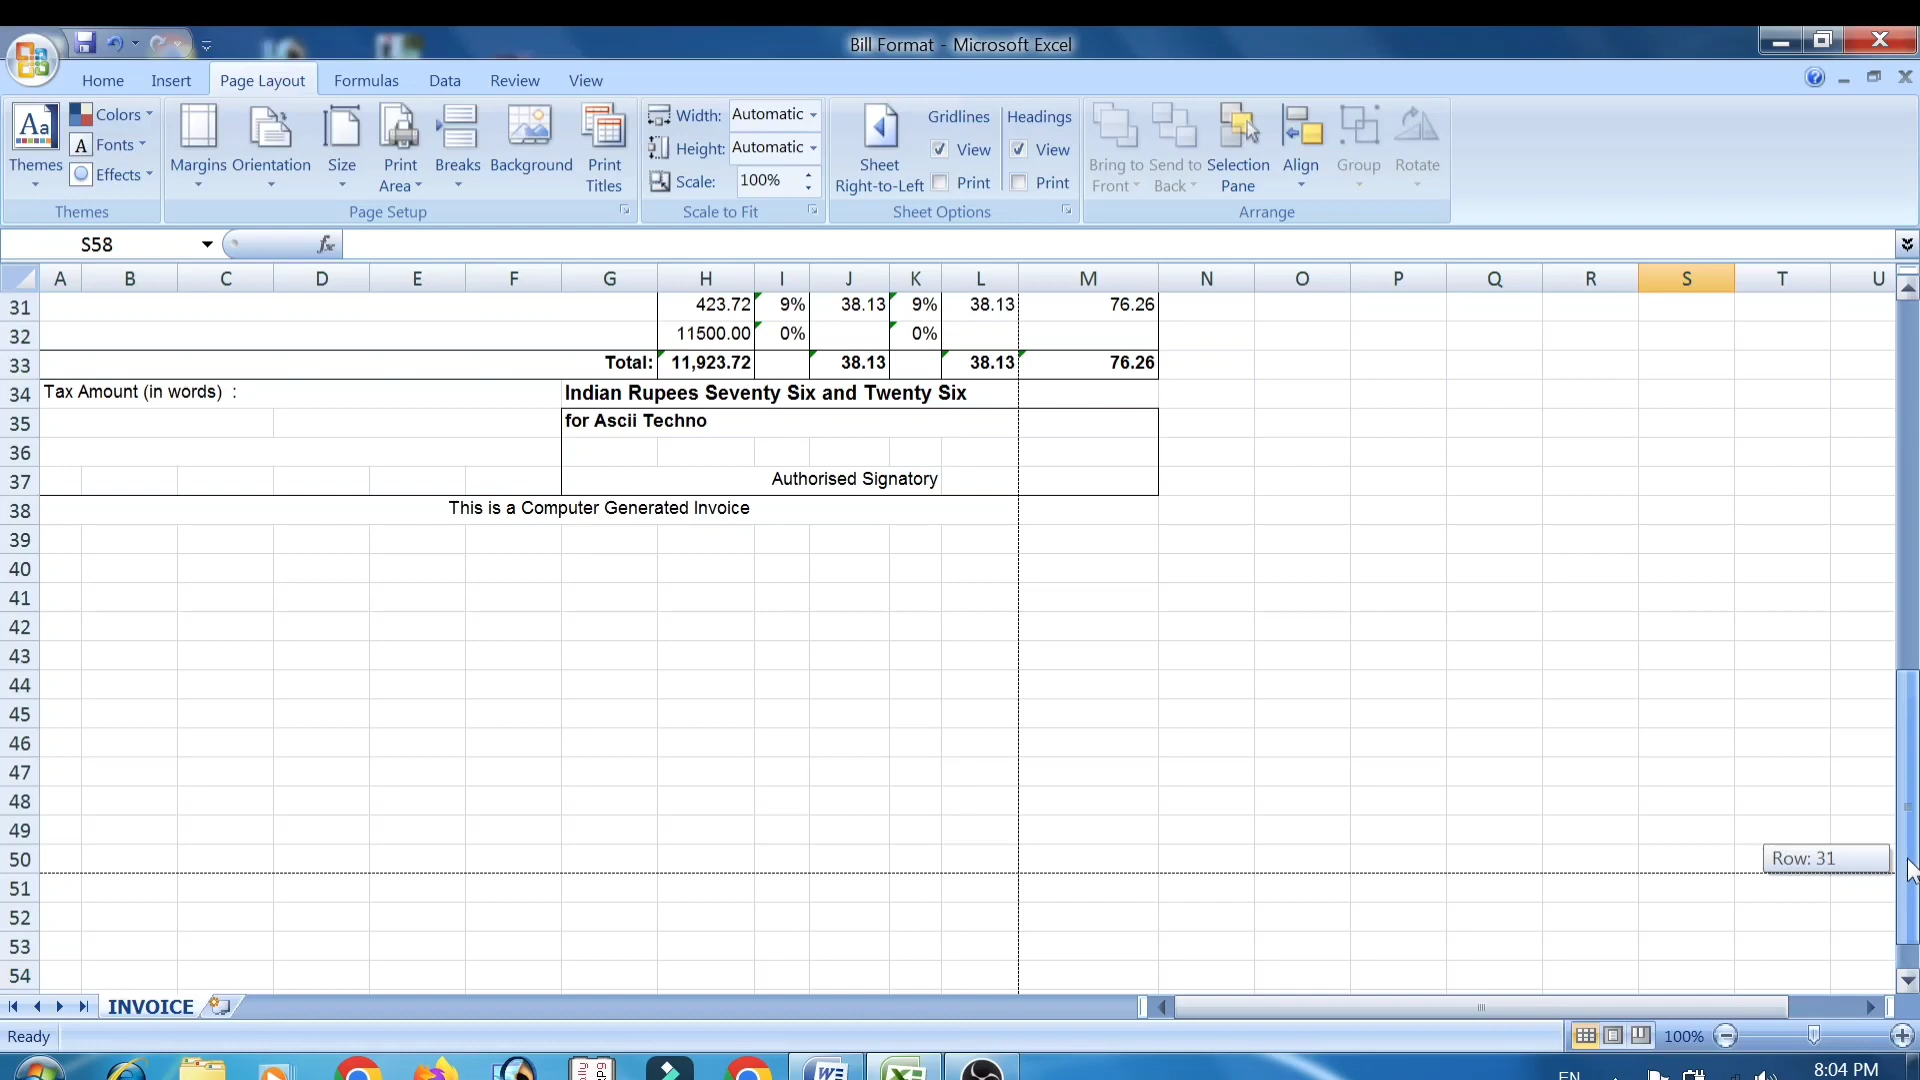 Bill Format - Microsoft Excel
Home Insert Page Layout Formulas Data Review View
Aa Themes
Colors
A Fonts
Effects
Themes
Margins Orientation Size Print Area Breaks Background Print Titles
Page Setup
Width: Automatic
Height: Automatic
Scale: 100%
Scale to Fit
Sheet Right-to-Left
Gridlines Headings
View View
Print Print
Sheet Options
Bring to Front Send to Back Selection Pane Align Group Rotate
Arrange
S58 fx
A B C D E F G H I J K L M N O P Q R S T U
31 423.72 9% 38.13 9% 38.13 76.26
32 11500.00 0% 0%
33 Total: 11,923.72 38.13 38.13 76.26
34 Tax Amount (in words) : Indian Rupees Seventy Six and Twenty Six
35 for Ascii Techno
36
37 Authorised Signatory
38 This is a Computer Generated Invoice
39
40
41
42
43
44
45
46
47
48
49
50 Row: 31
51
52
53
54
INVOICE
Ready 100%
EN 8:04 PM